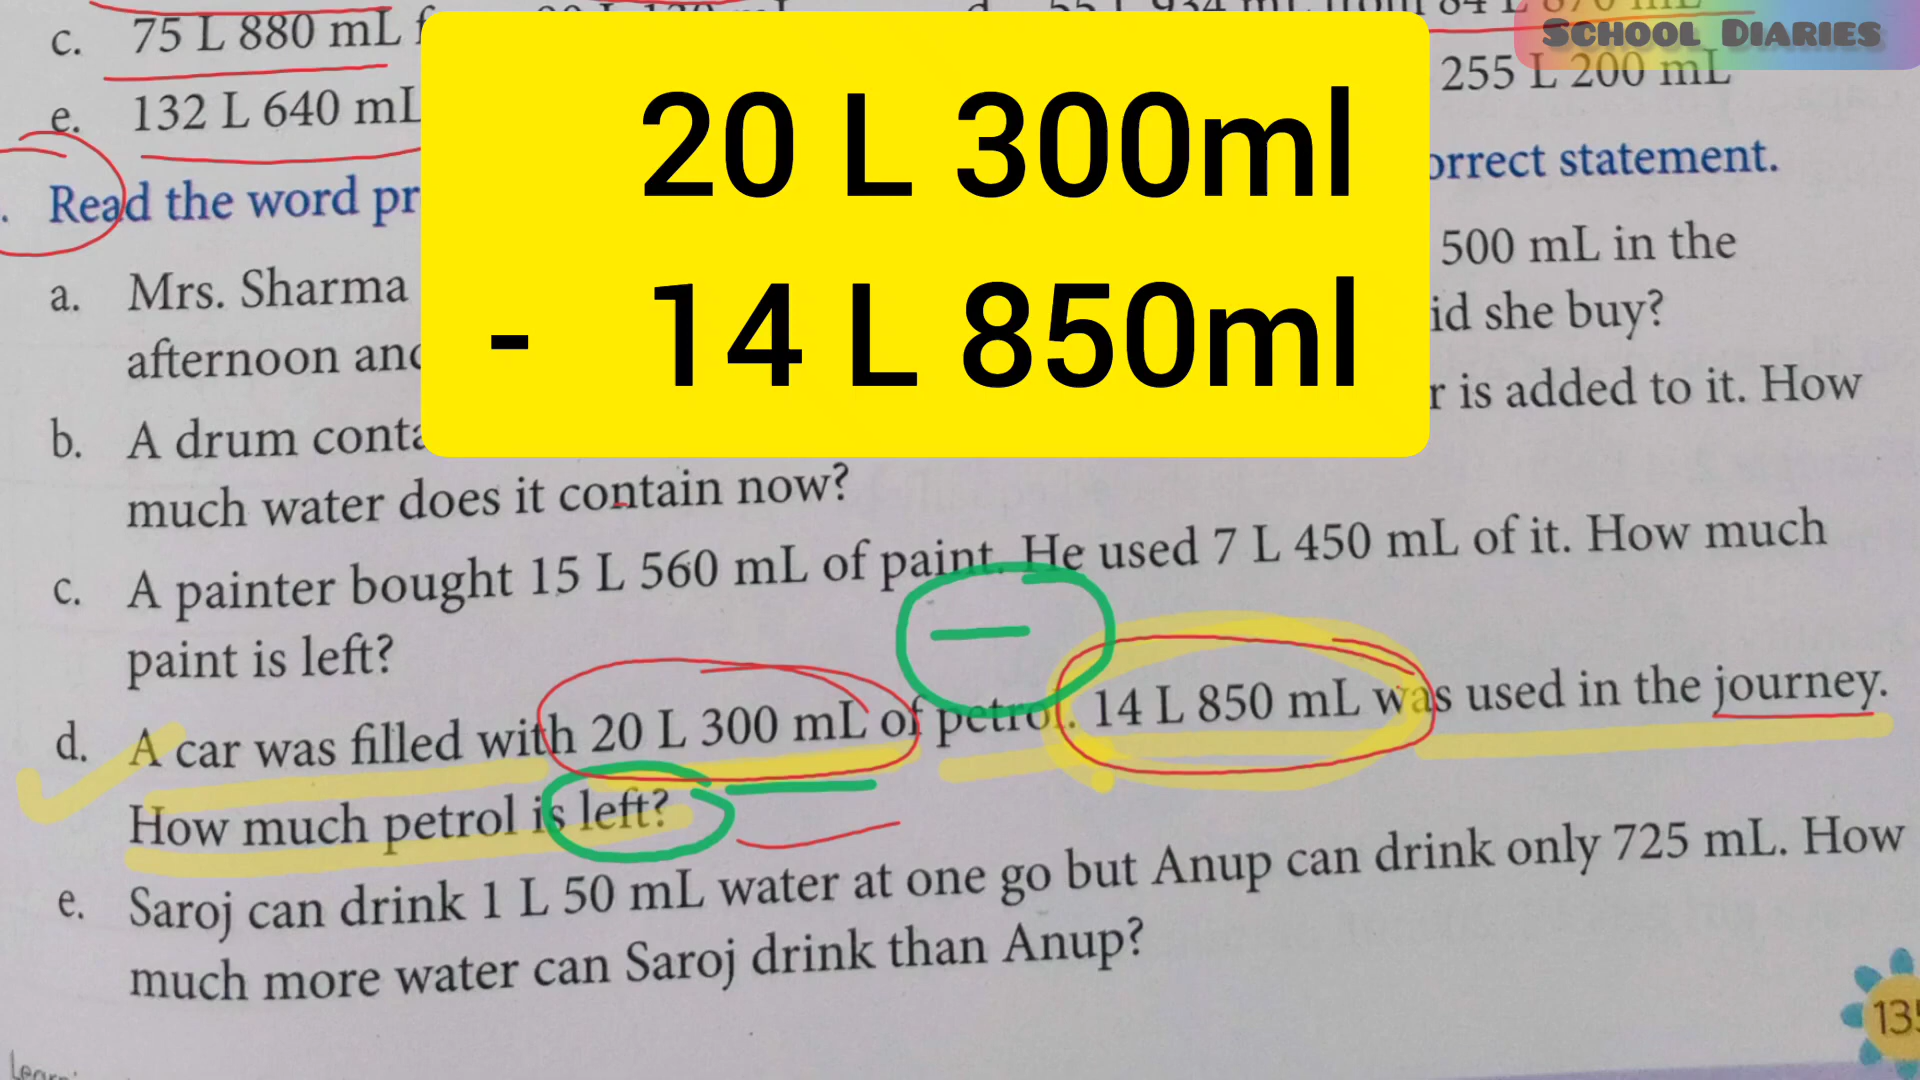 c. 75 L 880 mL
SCHOOL DIARIES
e. 132 L 640 mL
255 L 200 mL
20 L 300ml
- 14 L 850ml
Read the word
correct statement.
a. Mrs. Sharma
500 mL in the
afternoon
she buy?
b. A drum
is added to it. How
much water does it contain now?
c. A painter bought 15 L 560 mL of paint. He used 7 L 450 mL of it. How much
paint is left?
d. A car was filled with 20 L 300 mL of petrol. 14 L 850 mL was used in the journey.
How much petrol is left?
e. Saroj can drink 1 L 50 mL water at one go but Anup can drink only 725 mL. How
much more water can Saroj drink than Anup?